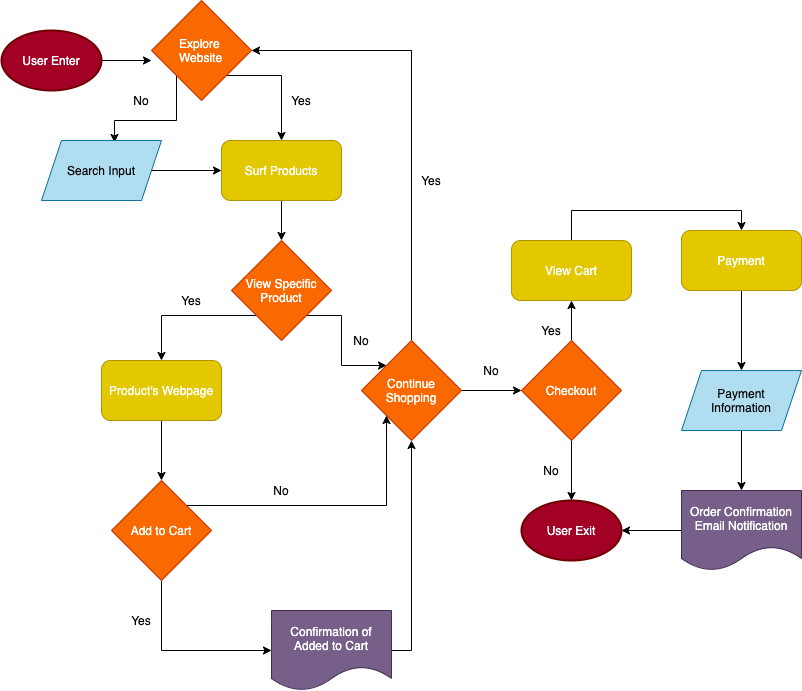 Explore
Website
User Enter
No
Yes
Search Input
Surf Products
Yes
View Specific
Product
View Cart
Payment
Yes
No
Yes
Product's Webpage
Continue
Shopping
No
Checkout
Payment
Information
No
No
Add to Cart
Order Confirmation
Email Notification
User Exit
Yes
Confirmation of
Added to Cart